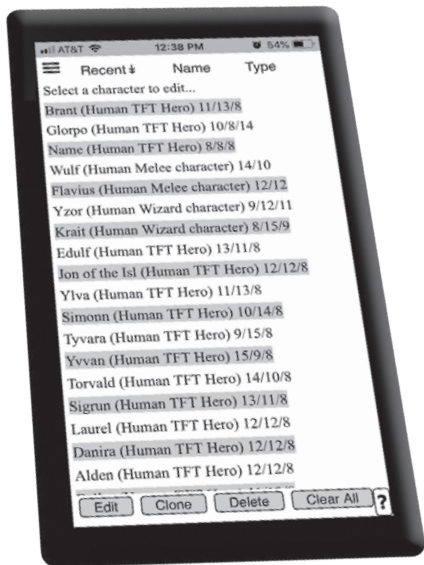 AT&T 12:38 PM 54%
Recent Name Type
Select a character to edit...
Brant (Human TFT Hero) 11/13/8
Glorpo (Human TFT Hero) 10/8/14
Name (Human TFT Hero) 8/8/8
Wulf (Human Melee character) 14/10
Flavius (Human Melee character) 12/12
Yzor (Human Wizard character) 9/12/11
Krait (Human Wizard character) 8/15/9
Edulf (Human TFT Hero) 13/11/8
Jon of the Isl (Human TFT Hero) 12/12/8
Ylva (Human TFT Hero) 11/13/8
Simonn (Human TFT Hero) 10/14/8
Tyvara (Human TFT Hero) 9/15/8
Yvvan (Human TFT Hero) 15/9/8
Torvald (Human TFT Hero) 14/10/8
Sigrun (Human TFT Hero) 13/11/8
Laurel (Human TFT Hero) 12/12/8
Danira (Human TFT Hero) 12/12/8
Alden (Human TFT Hero) 12/12/8
Edit Clone Delete Clear All ?